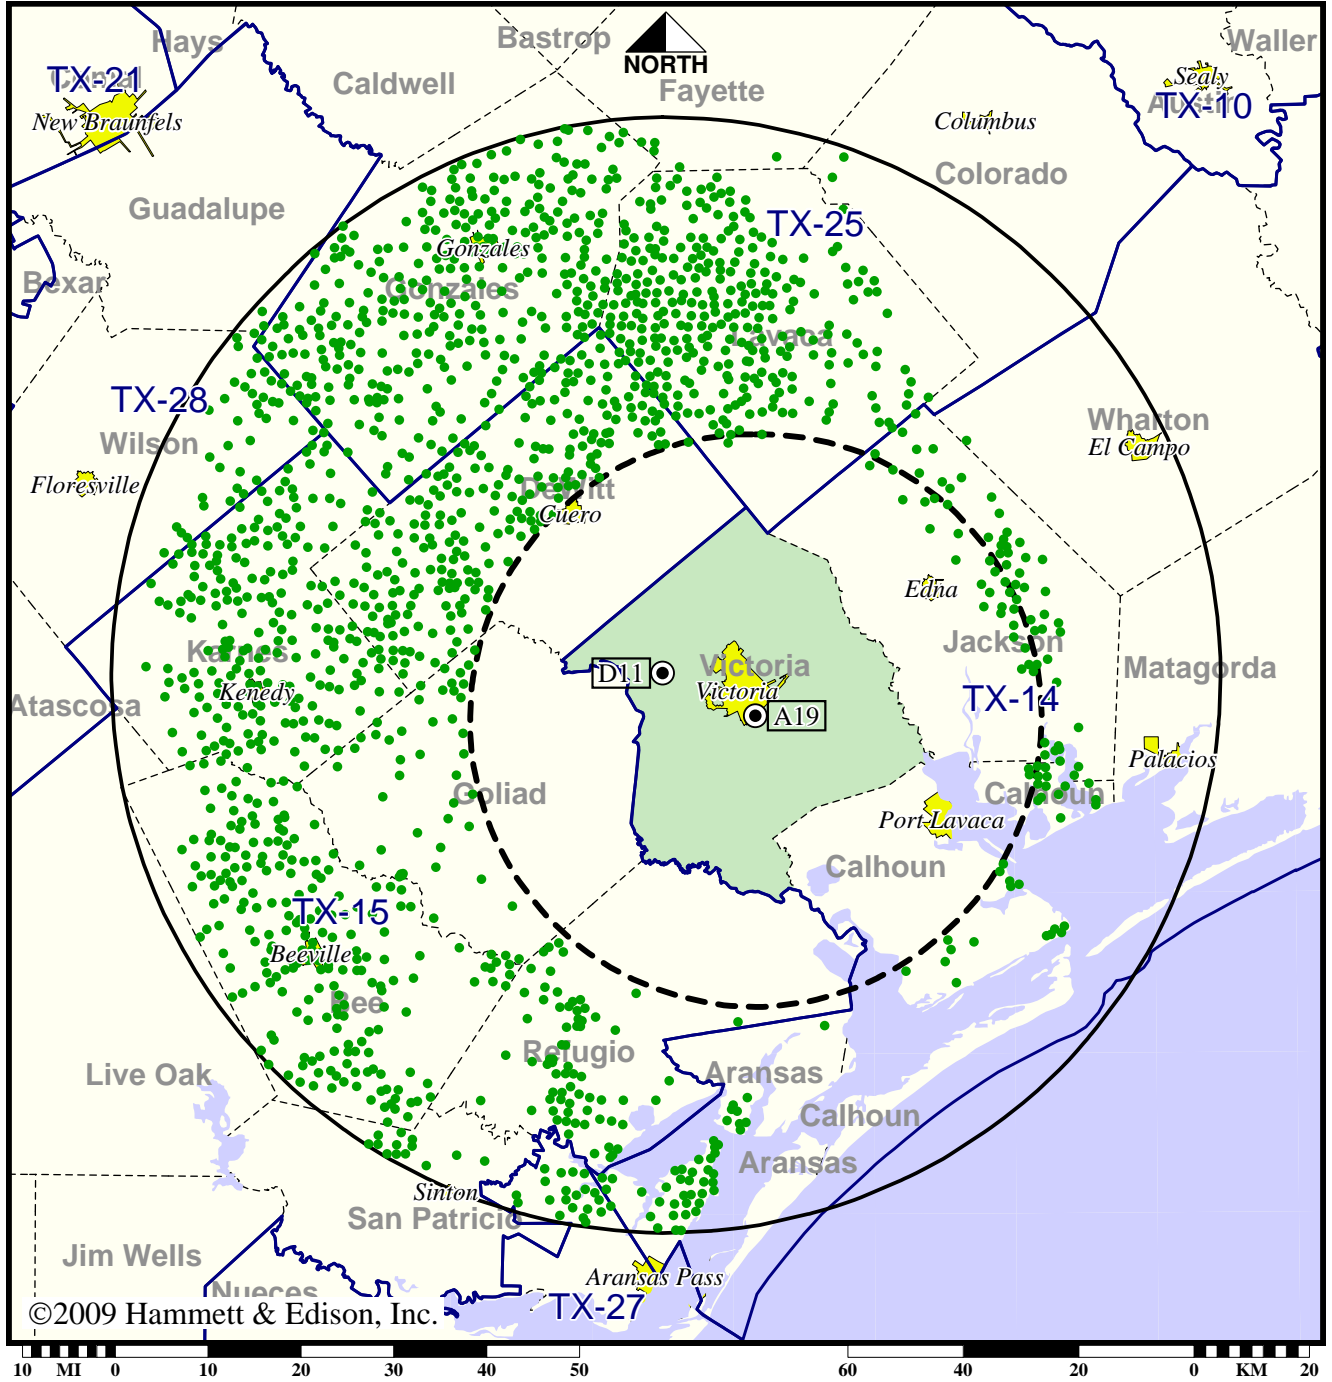 Hays
Bastrop
NORTH
Waller
TX-21
Comal
Caldwell
Fayette
Sealy
Austin
TX-10
New Braunfels
Columbus
Colorado
Guadalupe
TX-25
Gonzales
Bexar
Gonzales
Lavaca
TX-28
Wilson
Wharton
El Campo
Floresville
DeWitt
Cuero
Edna
Karnes
Jackson
Victoria
Matagorda
D11
Kenedy
Victoria
TX-14
Atascosa
A19
Palacios
Goliad
Calhoun
Port Lavaca
Calhoun
TX-15
Beeville
Bee
Refugio
Live Oak
Aransas
Calhoun
Aransas
Sinton
San Patricio
Jim Wells
Aransas Pass
Nueces
TX-27
©2009 Hammett & Edison, Inc.
10 MI 0 10 20 30 40 50 60 40 20 0 KM 20